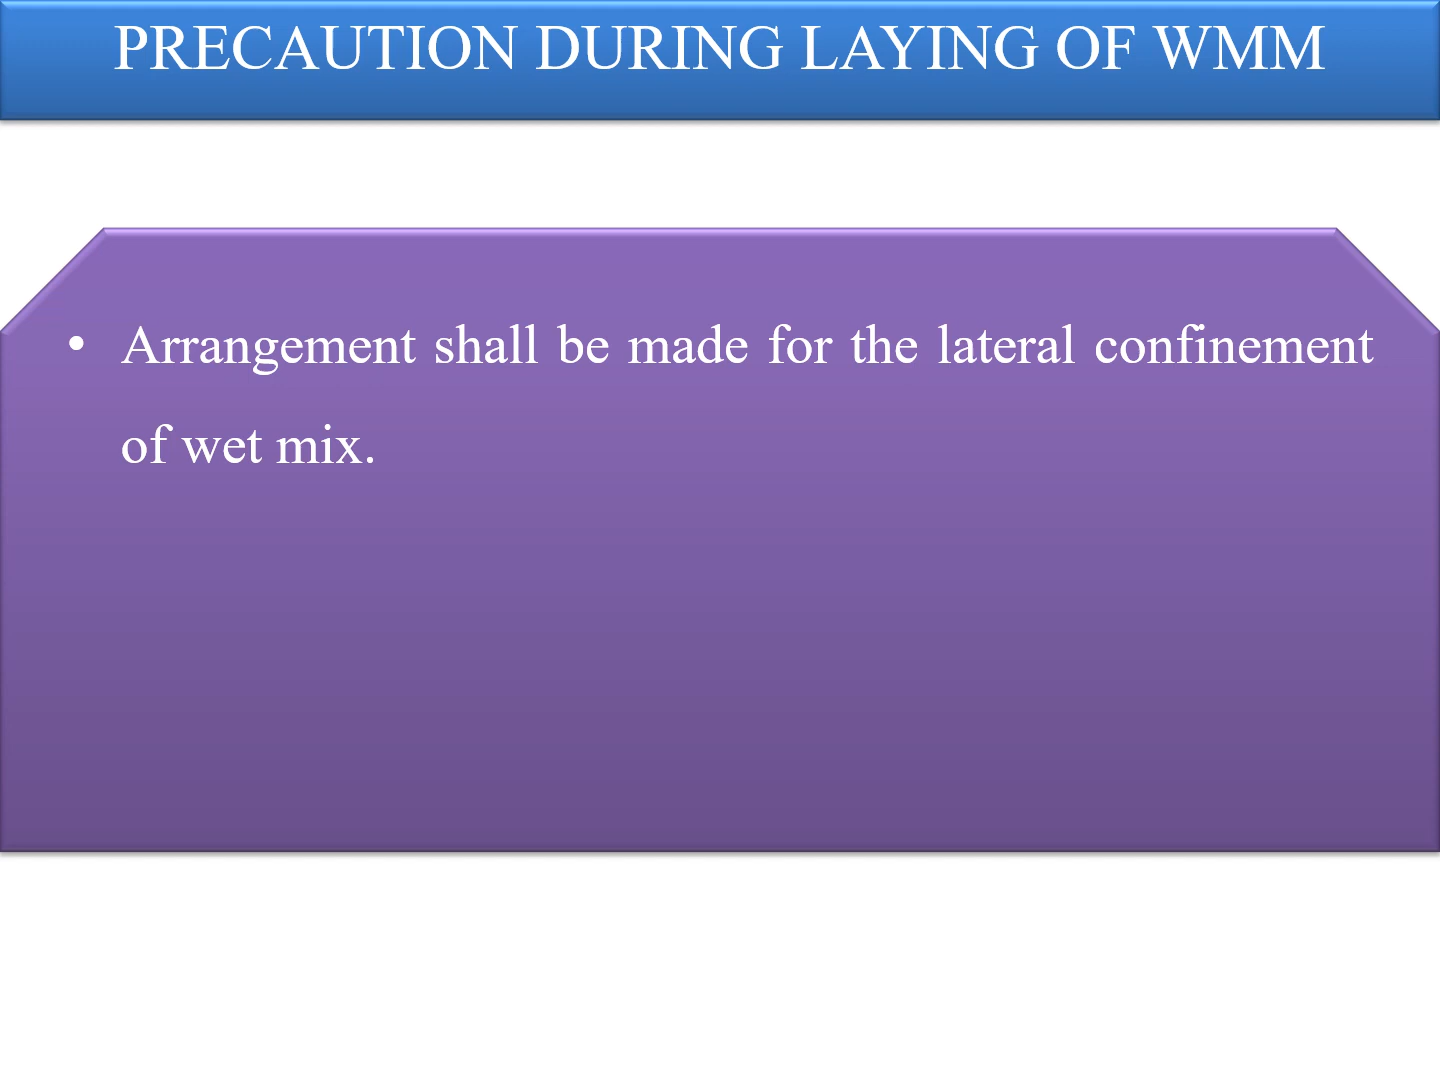 PRECAUTION DURING LAYING OF WMM
• Arrangement shall be made for the lateral confinement
of wet mix.